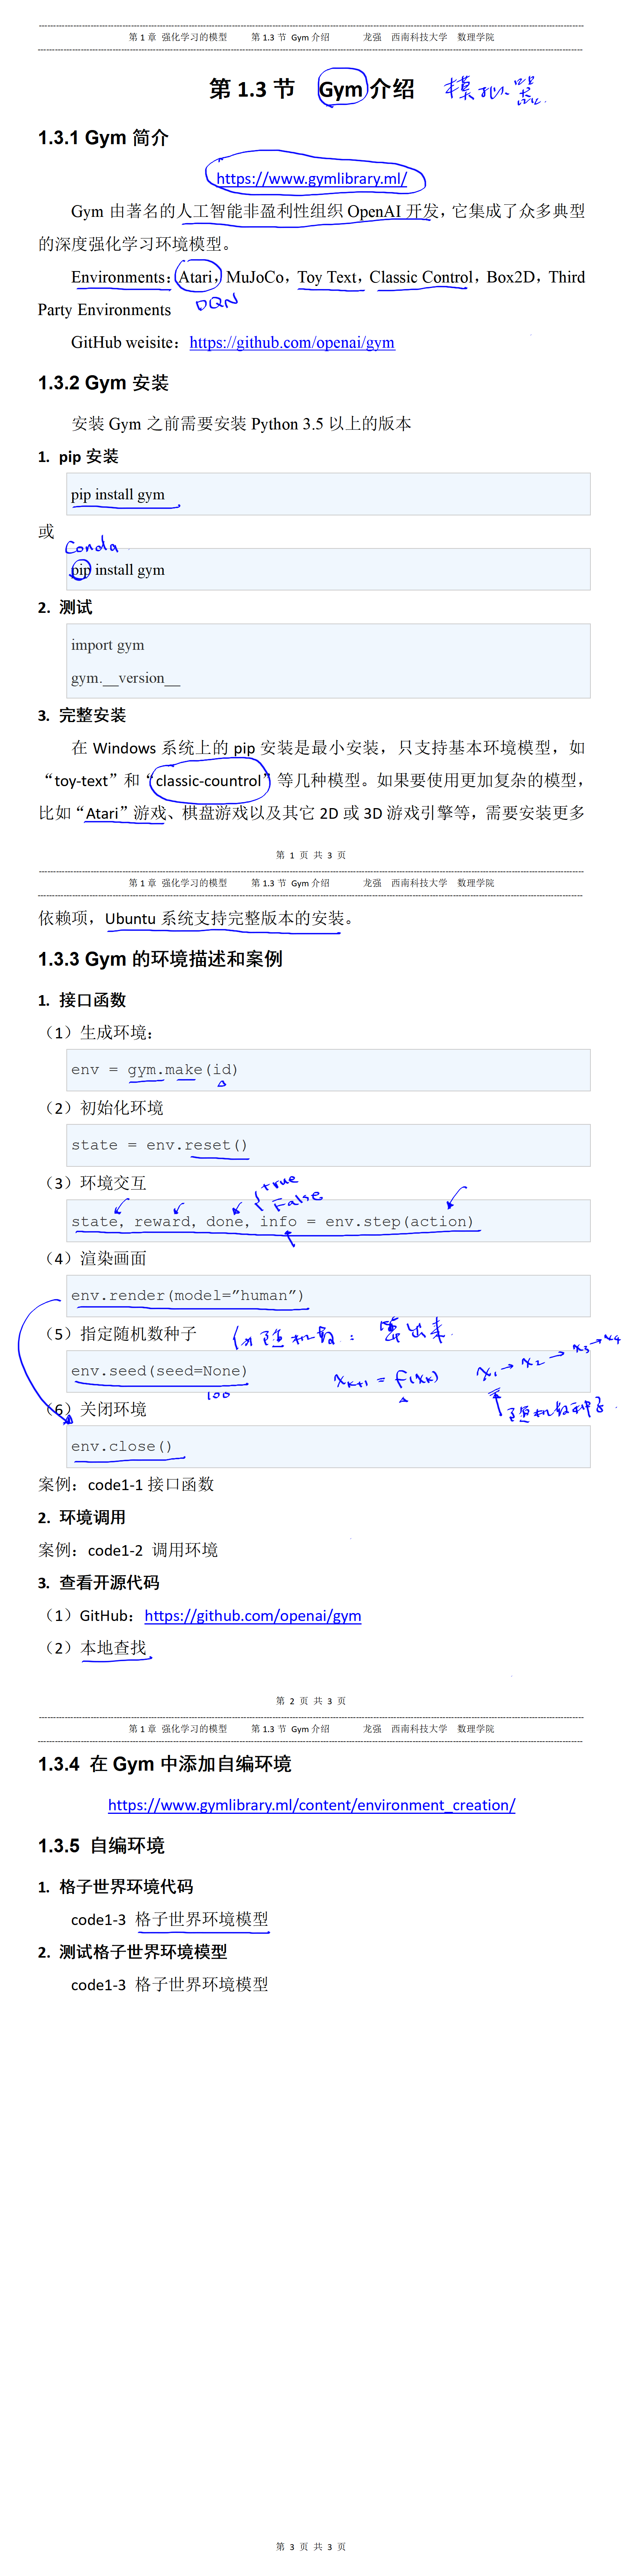 第 1 章 强化学习的模型 第 1.3 节 Gym 介绍 龙强 西南科技大学 数理学院
第 1.3 节 Gym 介绍 模拟器
1.3.1 Gym 简介
https://www.gymlibrary.ml/
Gym 由著名的人工智能非盈利性组织 OpenAI 开发，它集成了众多典型
的深度强化学习环境模型。
Environments：Atari，MuJoCo，Toy Text，Classic Control，Box2D，Third
Party Environments DQN
GitHub weisite：https://github.com/openai/gym
1.3.2 Gym 安装
安装 Gym 之前需要安装 Python 3.5 以上的版本
1. pip 安装
pip install gym
或
Conda
pip install gym
2. 测试
import gym
gym.__version__
3. 完整安装
在 Windows 系统上的 pip 安装是最小安装，只支持基本环境模型，如
“toy-text”和“classic-countrol”等几种模型。如果要使用更加复杂的模型，
比如“Atari”游戏、棋盘游戏以及其它 2D 或 3D 游戏引擎等，需要安装更多
第 1 页 共 3 页
第 1 章 强化学习的模型 第 1.3 节 Gym 介绍 龙强 西南科技大学 数理学院
依赖项，Ubuntu 系统支持完整版本的安装。
1.3.3 Gym 的环境描述和案例
1. 接口函数
（1）生成环境：
env = gym.make(id)
（2）初始化环境
state = env.reset()
（3）环境交互 true
False
state, reward, done, info = env.step(action)
（4）渲染画面
env.render(model=”human”)
（5）指定随机数种子 伪随机数：算出来.
env.seed(seed=None) x_{k+1} = f(x_k) x₁→x₂→x₃→x₄
100 随机数种子.
（6）关闭环境
env.close()
案例：code1-1 接口函数
2. 环境调用
案例：code1-2 调用环境
3. 查看开源代码
（1）GitHub：https://github.com/openai/gym
（2）本地查找
第 2 页 共 3 页
第 1 章 强化学习的模型 第 1.3 节 Gym 介绍 龙强 西南科技大学 数理学院
1.3.4 在 Gym 中添加自编环境
https://www.gymlibrary.ml/content/environment_creation/
1.3.5 自编环境
1. 格子世界环境代码
code1-3 格子世界环境模型
2. 测试格子世界环境模型
code1-3 格子世界环境模型
第 3 页 共 3 页